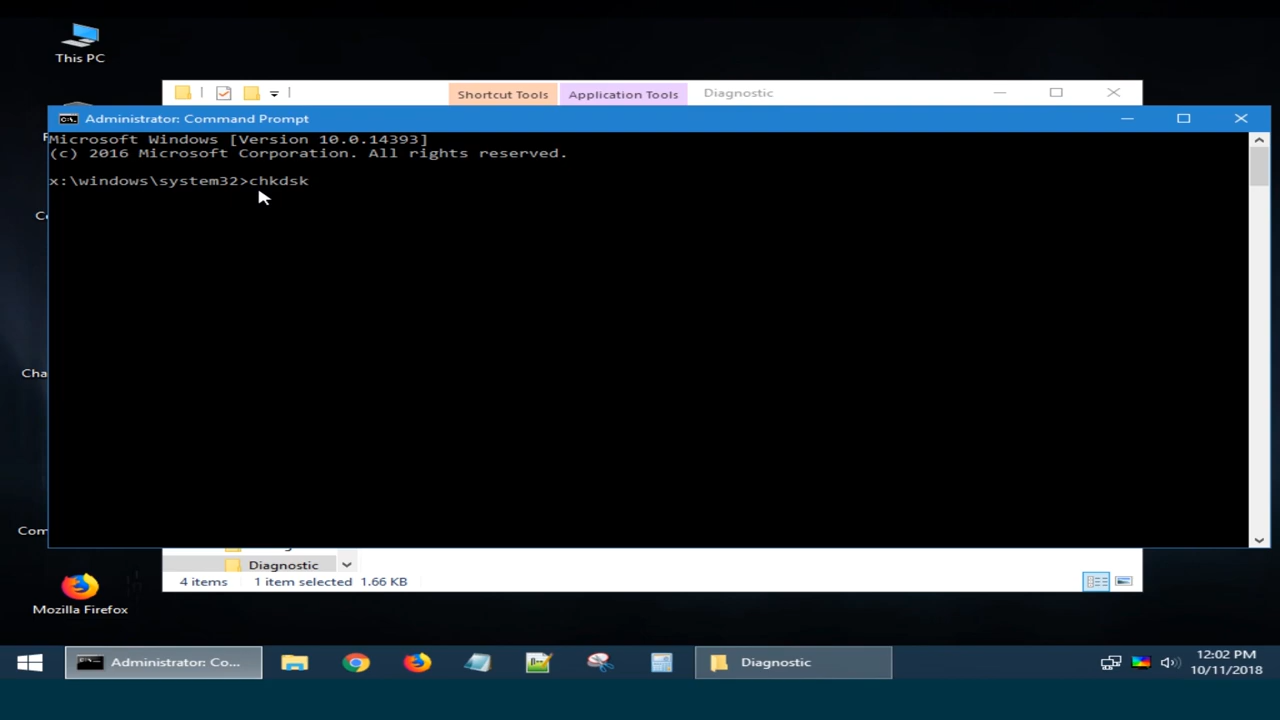 This PC
Shortcut Tools
Application Tools
Diagnostic
Administrator: Command Prompt
Microsoft Windows [Version 10.0.14393]
(c) 2016 Microsoft Corporation. All rights reserved.
x:\windows\system32>chkdsk
Cha
Com
Diagnostic
4 items
1 item selected 1.66 KB
Mozilla Firefox
Administrator: Co...
Diagnostic
12:02 PM
10/11/2018